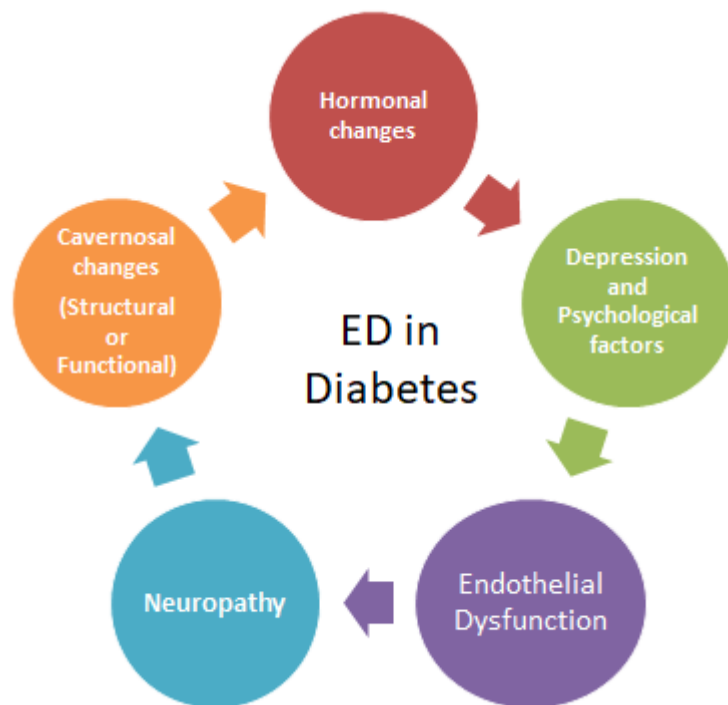 Hormonal
changes
Depression
and
Psychological
factors
Endothelial
Dysfunction
Neuropathy
Cavernosal
changes
(Structural
or
Functional)
ED in
Diabetes